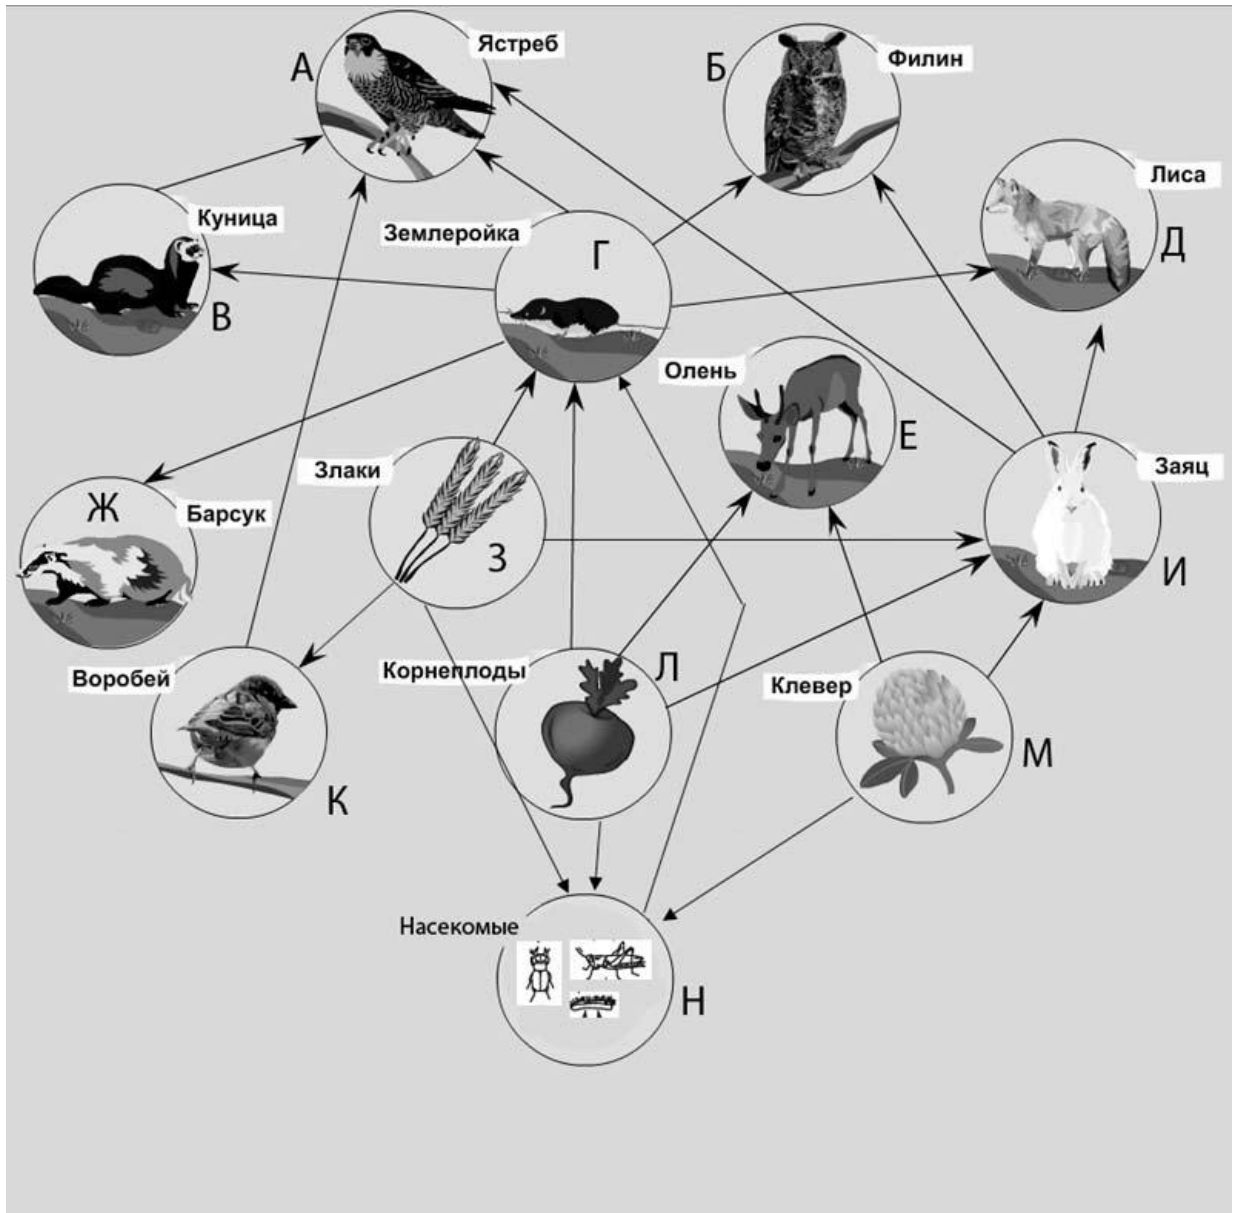 А
Ястреб
Б
Филин
Лиса
Д
Куница
В
Землеройка
Г
Олень
Е
Злаки
З
Заяц
И
Ж
Барсук
Воробей
К
Корнеплоды
Л
Клевер
М
Насекомые
Н